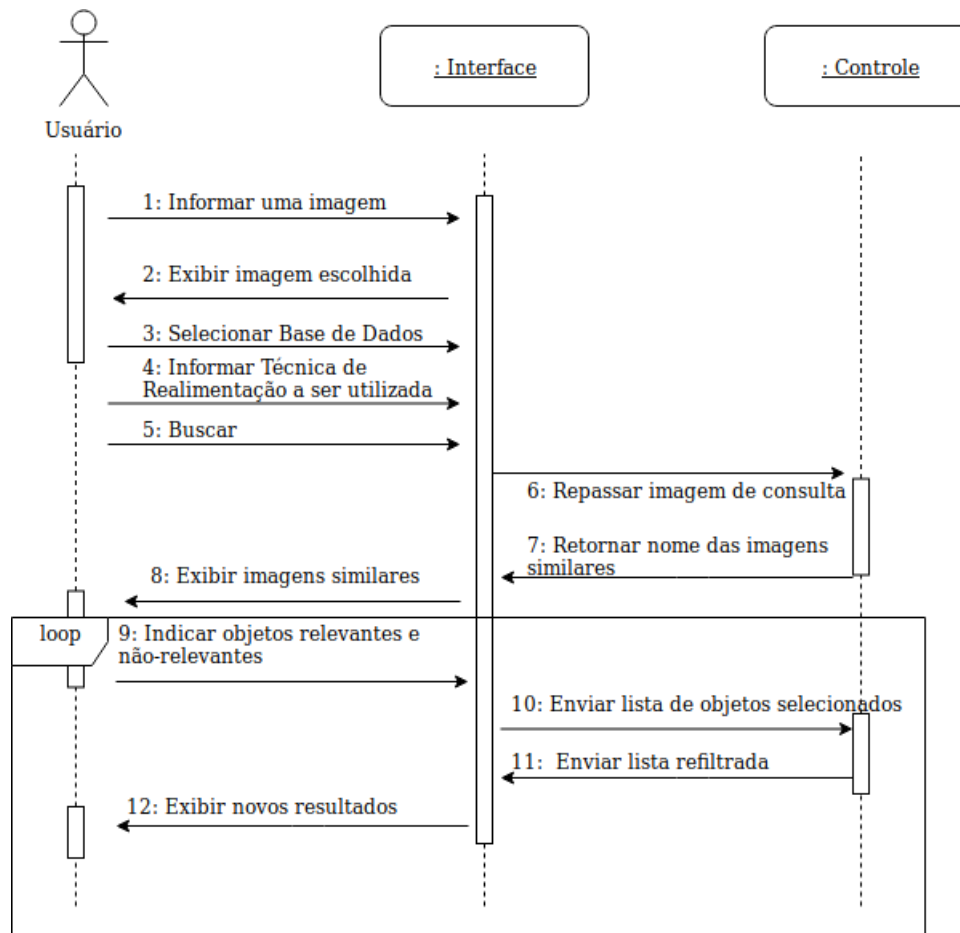 : Interface
: Controle
Usuário
1: Informar uma imagem
2: Exibir imagem escolhida
3: Selecionar Base de Dados
4: Informar Técnica de
Realimentação a ser utilizada
5: Buscar
6: Repassar imagem de consulta
7: Retornar nome das imagens
similares
8: Exibir imagens similares
loop
9: Indicar objetos relevantes e
não-relevantes
10: Enviar lista de objetos selecionados
11: Enviar lista refiltrada
12: Exibir novos resultados